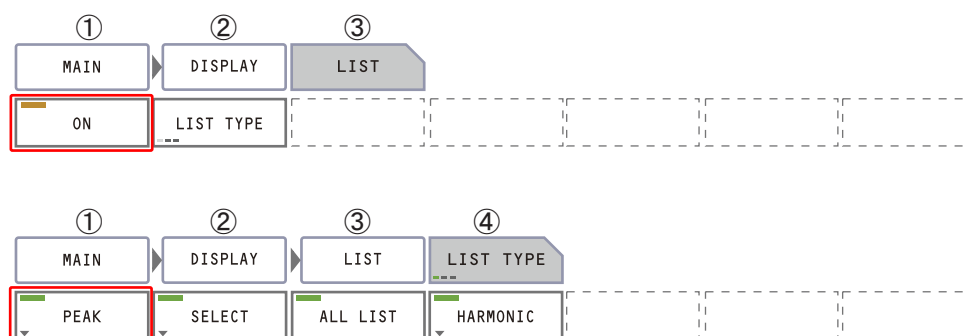 ① ② ③
MAIN DISPLAY LIST
ON LIST TYPE
① ② ③ ④
MAIN DISPLAY LIST LIST TYPE
PEAK SELECT ALL LIST HARMONIC